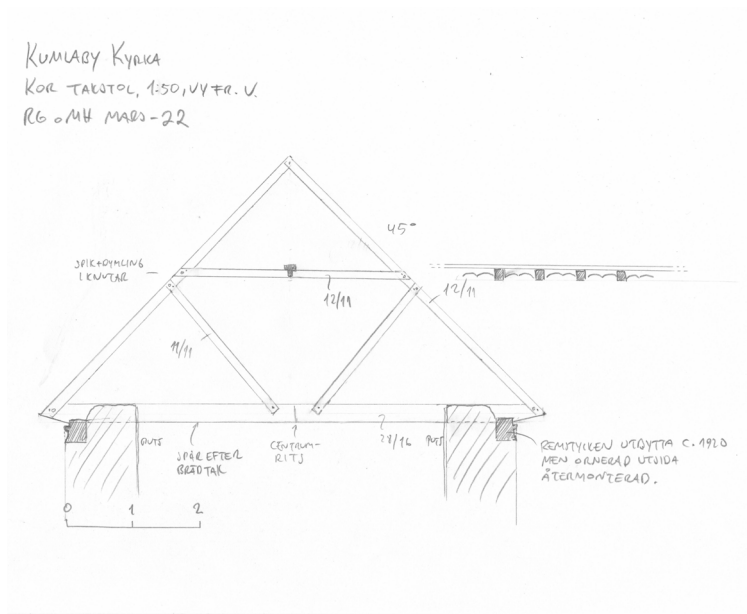 KUMLABY KYRKA
KOR TAKSTOL, 1:50, VY FR. V.
RG o MH MARS-22
45°
SPIK+DYMLING
I KNUTAR
12/11
12/11
11/11
PUTS
SPÅR EFTER
BRÄDTAK
CENTRUM-
RITS
28/16
PUTS
REMSTYCKEN UTBYTTA C. 1920
MEN ORNERAD UTSIDA
ÅTERMONTERAD.
0 1 2